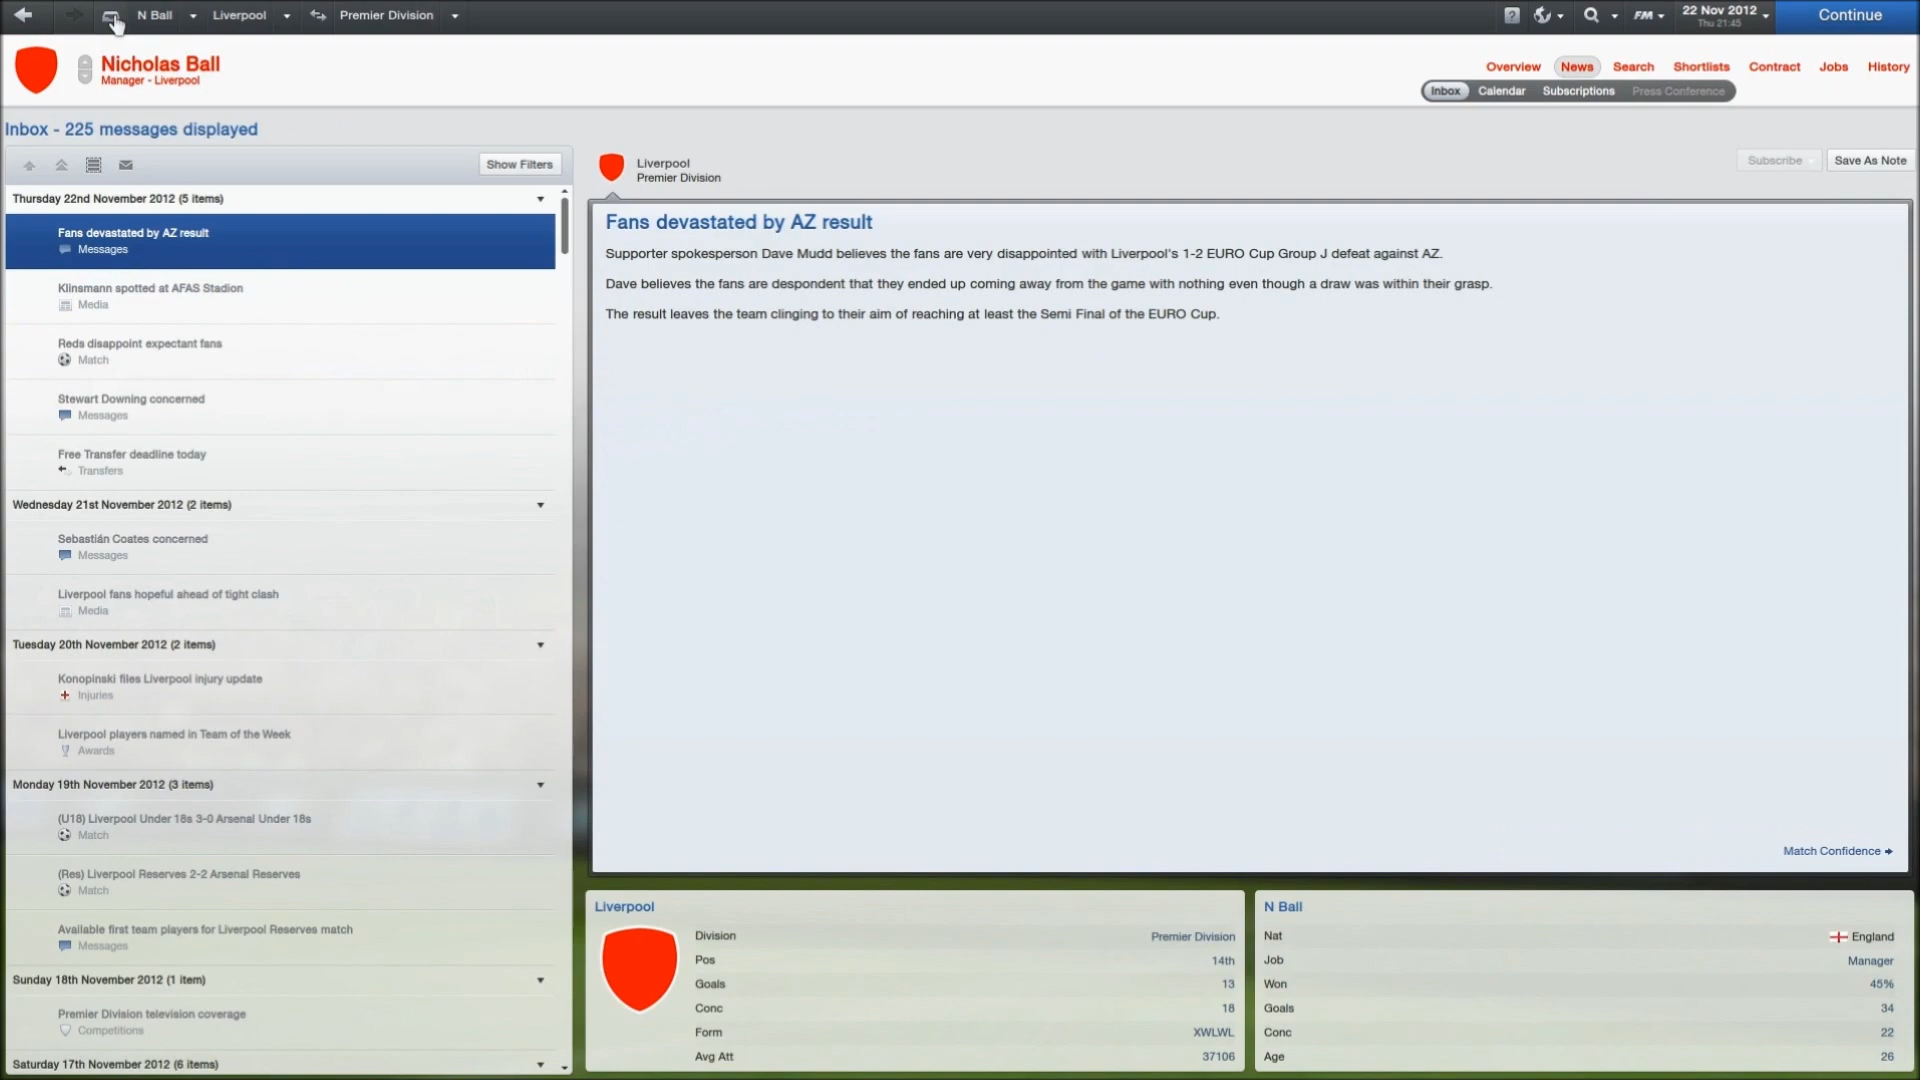 N Ball
Liverpool
Premier Division
FM
22 Nov 2012
Thu 21:45
Continue
Nicholas Ball
Manager - Liverpool
Overview
News
Search
Shortlists
Contract
Jobs
History
Inbox
Calendar
Subscriptions
Press Conference
Inbox - 225 messages displayed
Show Filters
Thursday 22nd November 2012 (5 items)
Fans devastated by AZ result
Messages
Klinsmann spotted at AFAS Stadion
Media
Reds disappoint expectant fans
Match
Stewart Downing concerned
Messages
Free Transfer deadline today
Transfers
Wednesday 21st November 2012 (2 items)
Sebastián Coates concerned
Messages
Liverpool fans hopeful ahead of tight clash
Media
Tuesday 20th November 2012 (2 items)
Konopinski files Liverpool injury update
Injuries
Liverpool players named in Team of the Week
Awards
Monday 19th November 2012 (3 items)
(U18) Liverpool Under 18s 3-0 Arsenal Under 18s
Match
(Res) Liverpool Reserves 2-2 Arsenal Reserves
Match
Available first team players for Liverpool Reserves match
Messages
Sunday 18th November 2012 (1 item)
Premier Division television coverage
Competitions
Saturday 17th November 2012 (6 items)
Liverpool
Premier Division
Subscribe
Save As Note
Fans devastated by AZ result
Supporter spokesperson Dave Mudd believes the fans are very disappointed with Liverpool's 1-2 EURO Cup Group J defeat against AZ.
Dave believes the fans are despondent that they ended up coming away from the game with nothing even though a draw was within their grasp.
The result leaves the team clinging to their aim of reaching at least the Semi Final of the EURO Cup.
Match Confidence
Liverpool
Division Premier Division
Pos 14th
Goals 13
Conc 18
Form XWLWL
Avg Att 37106
N Ball
Nat England
Job Manager
Won 45%
Goals 34
Conc 22
Age 26